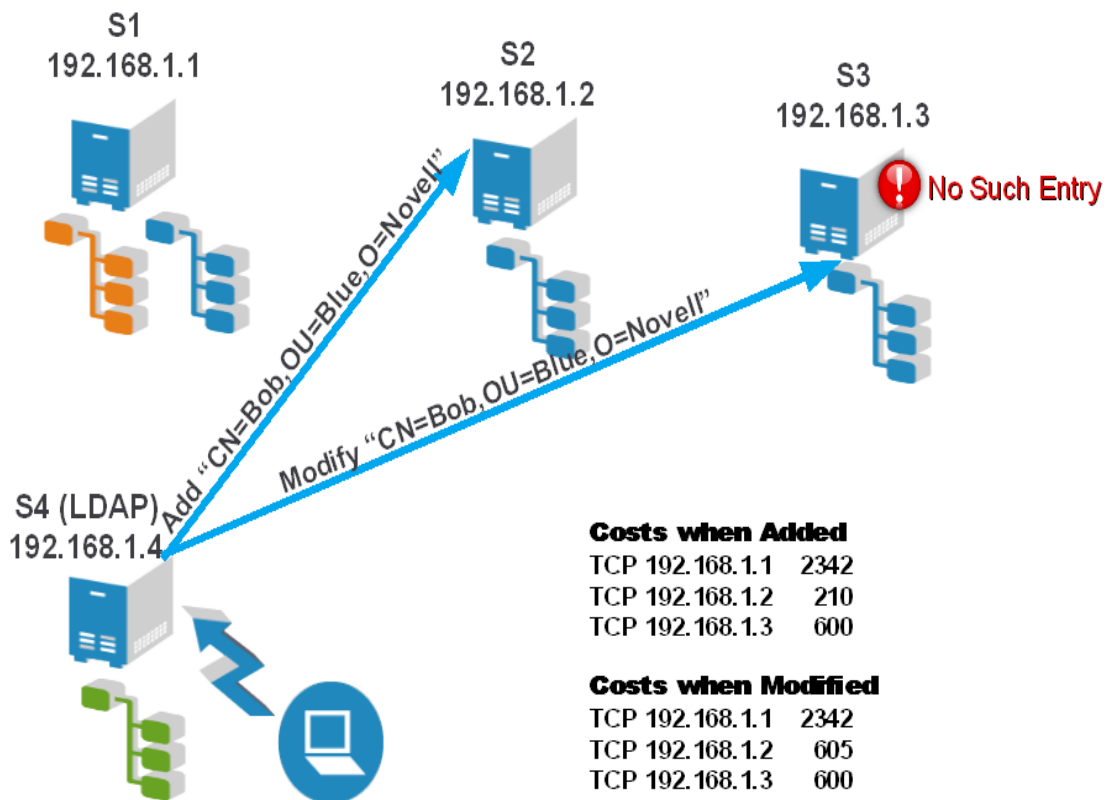 S1
192.168.1.1
S2
192.168.1.2
S3
192.168.1.3
No Such Entry
Add “CN=Bob,OU=Blue,O=Novell”
Modify “CN=Bob,OU=Blue,O=Novell”
S4 (LDAP)
192.168.1.4
Costs when Added
TCP 192.168.1.1 2342
TCP 192.168.1.2 210
TCP 192.168.1.3 600
Costs when Modified
TCP 192.168.1.1 2342
TCP 192.168.1.2 605
TCP 192.168.1.3 600